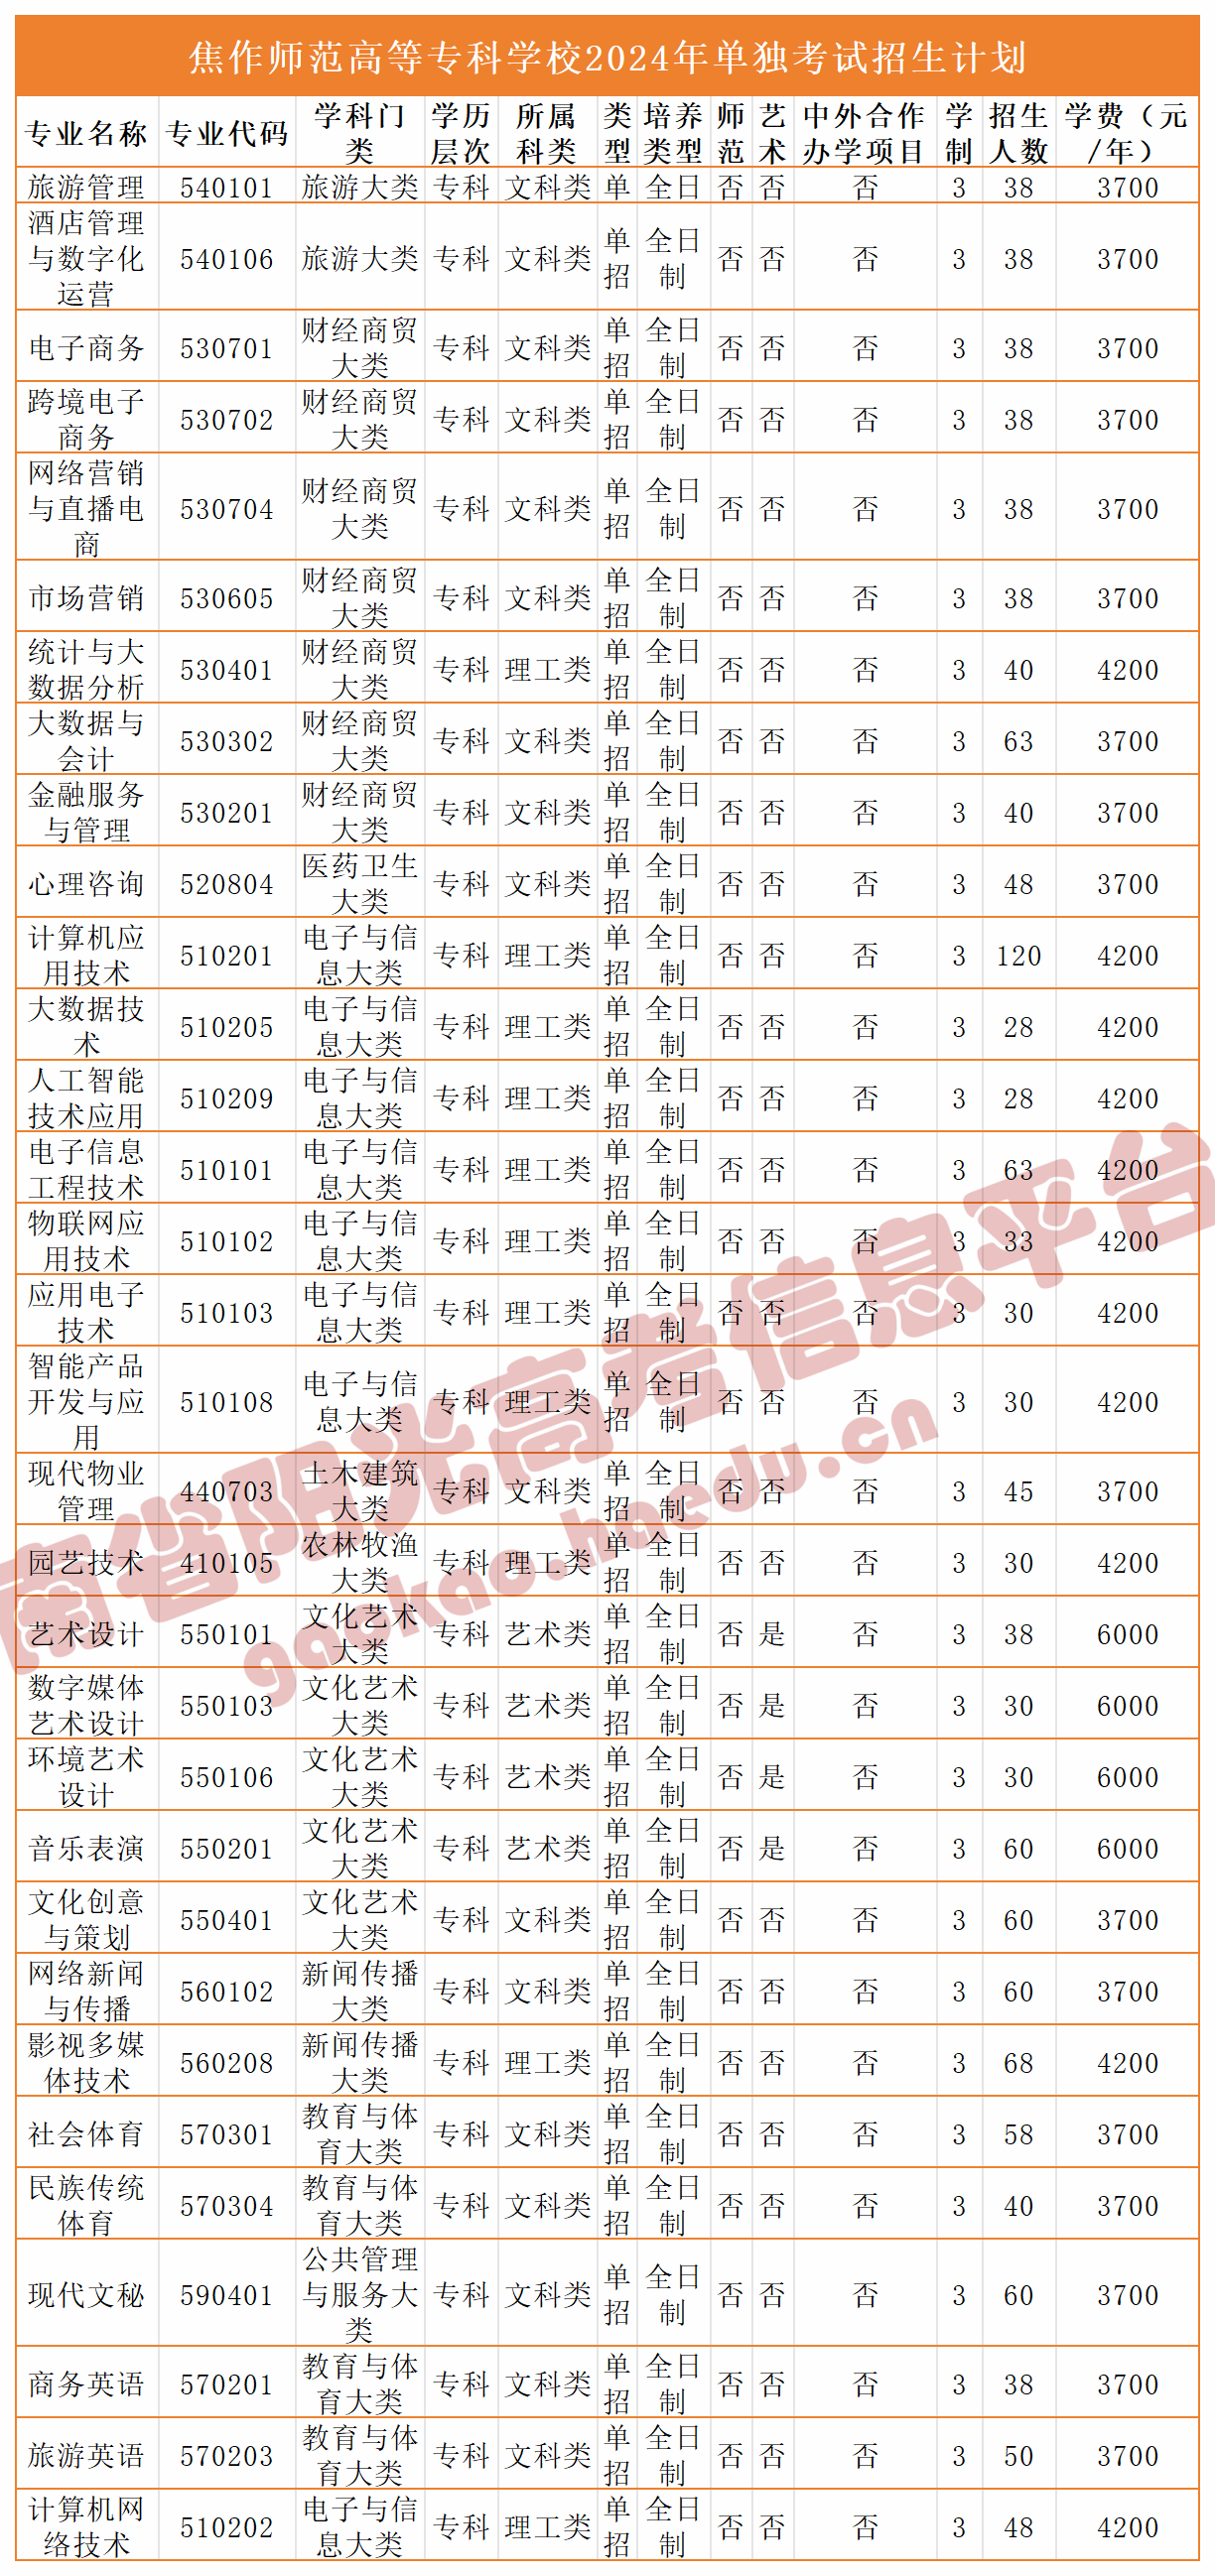 焦作师范高等专科学校2024年单独考试招生计划
专业名称 专业代码 学科门类 学历层次 所属科类 类型 培养类型 师范 艺术 中外合作办学项目 学制 招生人数 学费（元/年）
旅游管理 540101 旅游大类 专科 文科类 单 全日 否 否 否 3 38 3700
酒店管理与数字化运营 540106 旅游大类 专科 文科类 单招 全日制 否 否 否 3 38 3700
电子商务 530701 财经商贸大类 专科 文科类 单招 全日制 否 否 否 3 38 3700
跨境电子商务 530702 财经商贸大类 专科 文科类 单招 全日制 否 否 否 3 38 3700
网络营销与直播电商 530704 财经商贸大类 专科 文科类 单招 全日制 否 否 否 3 38 3700
市场营销 530605 财经商贸大类 专科 文科类 单招 全日制 否 否 否 3 38 3700
统计与大数据分析 530401 财经商贸大类 专科 理工类 单招 全日制 否 否 否 3 40 4200
大数据与会计 530302 财经商贸大类 专科 文科类 单招 全日制 否 否 否 3 63 3700
金融服务与管理 530201 财经商贸大类 专科 文科类 单招 全日制 否 否 否 3 40 3700
心理咨询 520804 医药卫生大类 专科 文科类 单招 全日制 否 否 否 3 48 3700
计算机应用技术 510201 电子与信息大类 专科 理工类 单招 全日制 否 否 否 3 120 4200
大数据技术 510205 电子与信息大类 专科 理工类 单招 全日制 否 否 否 3 28 4200
人工智能技术应用 510209 电子与信息大类 专科 理工类 单招 全日制 否 否 否 3 28 4200
电子信息工程技术 510101 电子与信息大类 专科 理工类 单招 全日制 否 否 否 3 63 4200
物联网应用技术 510102 电子与信息大类 专科 理工类 单招 全日制 否 否 否 3 33 4200
应用电子技术 510103 电子与信息大类 专科 理工类 单招 全日制 否 否 否 3 30 4200
智能产品开发与应用 510108 电子与信息大类 专科 理工类 单招 全日制 否 否 否 3 30 4200
现代物业管理 440703 土木建筑大类 专科 文科类 单招 全日制 否 否 否 3 45 3700
园艺技术 410105 农林牧渔大类 专科 理工类 单招 全日制 否 否 否 3 30 4200
艺术设计 550101 文化艺术大类 专科 艺术类 单招 全日制 否 是 否 3 38 6000
数字媒体艺术设计 550103 文化艺术大类 专科 艺术类 单招 全日制 否 是 否 3 30 6000
环境艺术设计 550106 文化艺术大类 专科 艺术类 单招 全日制 否 是 否 3 30 6000
音乐表演 550201 文化艺术大类 专科 艺术类 单招 全日制 否 是 否 3 60 6000
文化创意与策划 550401 文化艺术大类 专科 文科类 单招 全日制 否 否 否 3 60 3700
网络新闻与传播 560102 新闻传播大类 专科 文科类 单招 全日制 否 否 否 3 60 3700
影视多媒体技术 560208 新闻传播大类 专科 理工类 单招 全日制 否 否 否 3 68 4200
社会体育 570301 教育与体育大类 专科 文科类 单招 全日制 否 否 否 3 58 3700
民族传统体育 570304 教育与体育大类 专科 文科类 单招 全日制 否 否 否 3 40 3700
现代文秘 590401 公共管理与服务大类 专科 文科类 单招 全日制 否 否 否 3 60 3700
商务英语 570201 教育与体育大类 专科 文科类 单招 全日制 否 否 否 3 38 3700
旅游英语 570203 教育与体育大类 专科 文科类 单招 全日制 否 否 否 3 50 3700
计算机网络技术 510202 电子与信息大类 专科 理工类 单招 全日制 否 否 否 3 48 4200
南省阳光高考信息平台
gaokao.haedu.cn